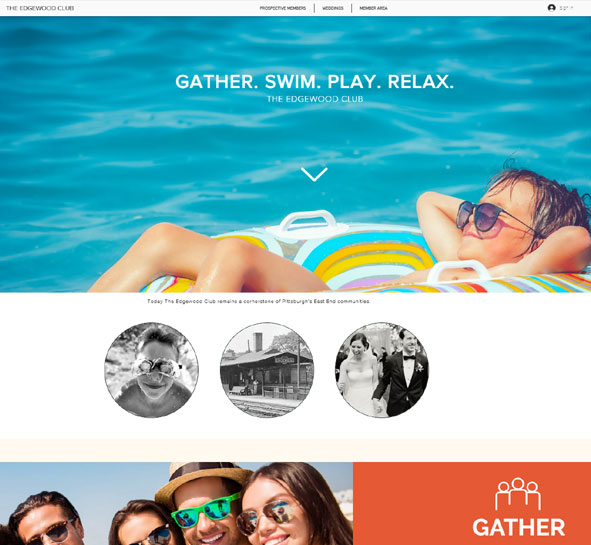 THE EDGEWOOD CLUB
PROSPECTIVE MEMBERS
WEDDINGS
MEMBER AREA
GATHER. SWIM. PLAY. RELAX.
THE EDGEWOOD CLUB
Today The Edgewood Club remains a cornerstone of Pittsburgh's East End communities.
GATHER